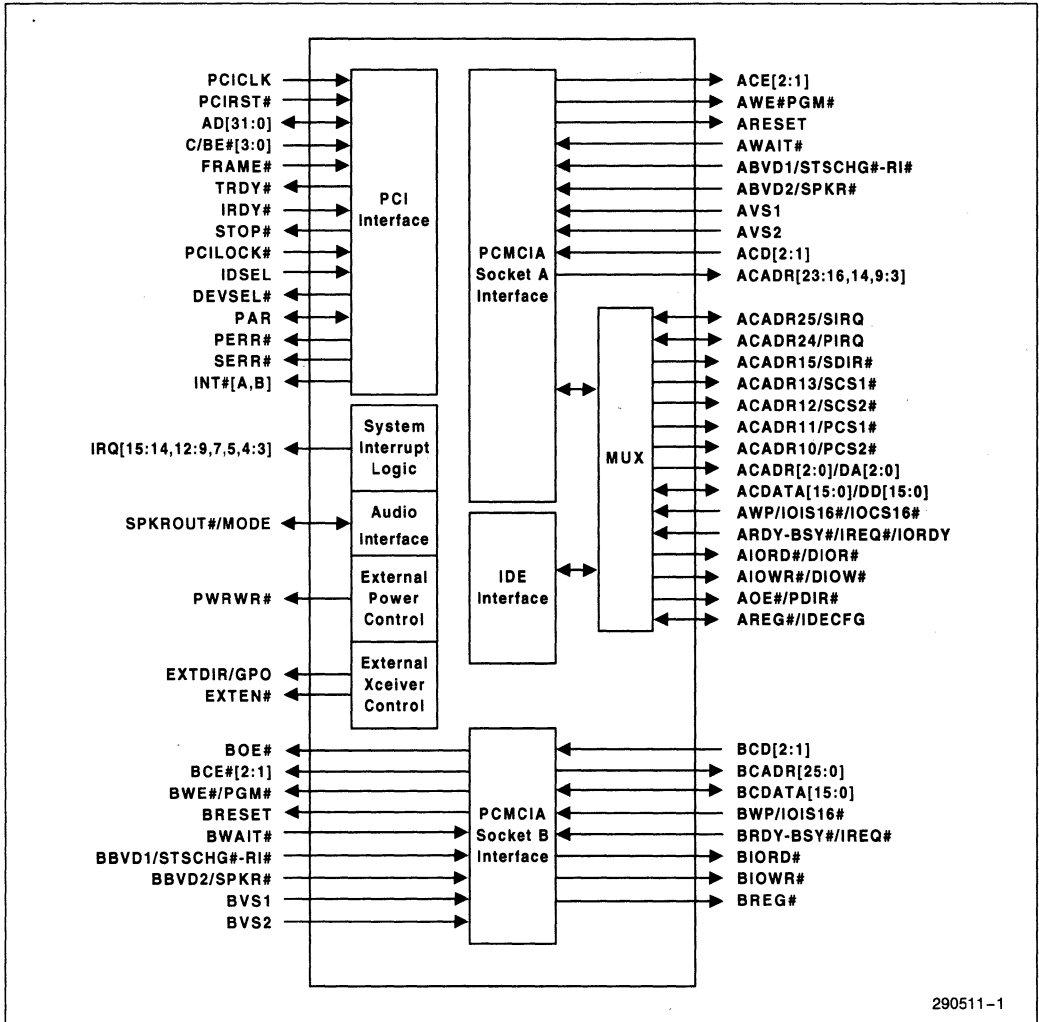 PCICLK
PCIRST#
AD[31:0]
C/BE#[3:0]
FRAME#
TRDY#
IRDY#
STOP#
PCILOCK#
IDSEL
DEVSEL#
PAR
PERR#
SERR#
INT#[A,B]
IRQ[15:14,12:9,7,5,4:3]
SPKROUT#/MODE
PWRWR#
EXTDIR/GPO
EXTEN#
BOE#
BCE#[2:1]
BWE#/PGM#
BRESET
BWAIT#
BBVD1/STSCHG#-RI#
BBVD2/SPKR#
BVS1
BVS2
PCI
Interface
System
Interrupt
Logic
Audio
Interface
External
Power
Control
External
Xceiver
Control
PCMCIA
Socket A
Interface
IDE
Interface
PCMCIA
Socket B
Interface
MUX
ACE[2:1]
AWE#PGM#
ARESET
AWAIT#
ABVD1/STSCHG#-RI#
ABVD2/SPKR#
AVS1
AVS2
ACD[2:1]
ACADR[23:16,14,9:3]
ACADR25/SIRQ
ACADR24/PIRQ
ACADR15/SDIR#
ACADR13/SCS1#
ACADR12/SCS2#
ACADR11/PCS1#
ACADR10/PCS2#
ACADR[2:0]/DA[2:0]
ACDATA[15:0]/DD[15:0]
AWP/IOIS16#/IOCS16#
ARDY-BSY#/IREQ#/IORDY
AIORD#/DIOR#
AIOWR#/DIOW#
AOE#/PDIR#
AREG#/IDECFG
BCD[2:1]
BCADR[25:0]
BCDATA[15:0]
BWP/IOIS16#
BRDY-BSY#/IREQ#
BIORD#
BIOWR#
BREG#
290511-1